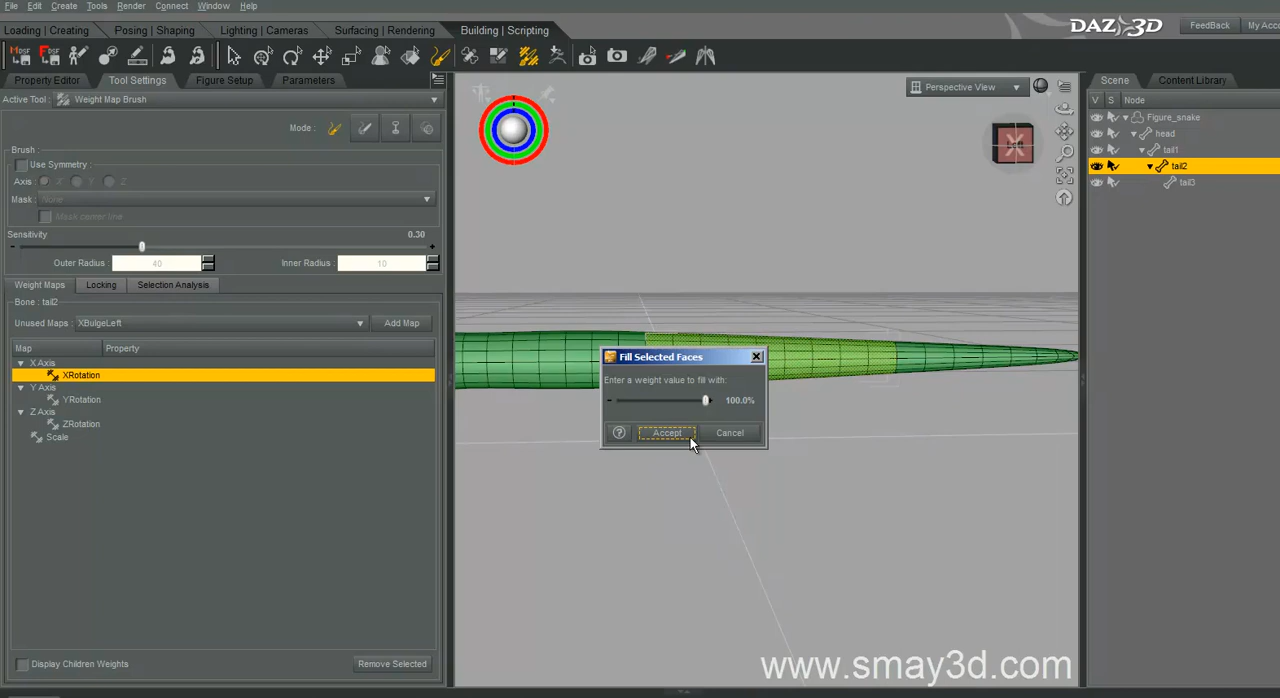 File Edit Create Tools Render Connect Window Help
Loading | Creating Posing | Shaping Lighting | Cameras Surfacing | Rendering Building | Scripting
DAZ 3D FeedBack
Property Editor Tool Settings Figure Setup Parameters
Scene Content Library
Active Tool : Weight Map Brush
Perspective View
V S Node
Figure_snake
head
tail1
tail2
tail3
Mode :
Brush :
Use Symmetry :
Axis : X Y Z
Mask : None
Mask center line
Sensitivity 0.30
Outer Radius : 40 Inner Radius : 10
Weight Maps Locking Selection Analysis
Bone : tail2
Unused Maps : XBulgeLeft Add Map
Map Property
X Axis
XRotation
Y Axis
YRotation
Z Axis
ZRotation
Scale
Display Children Weights Remove Selected
Fill Selected Faces
Enter a weight value to fill with:
100.0%
Accept Cancel
www.smay3d.com